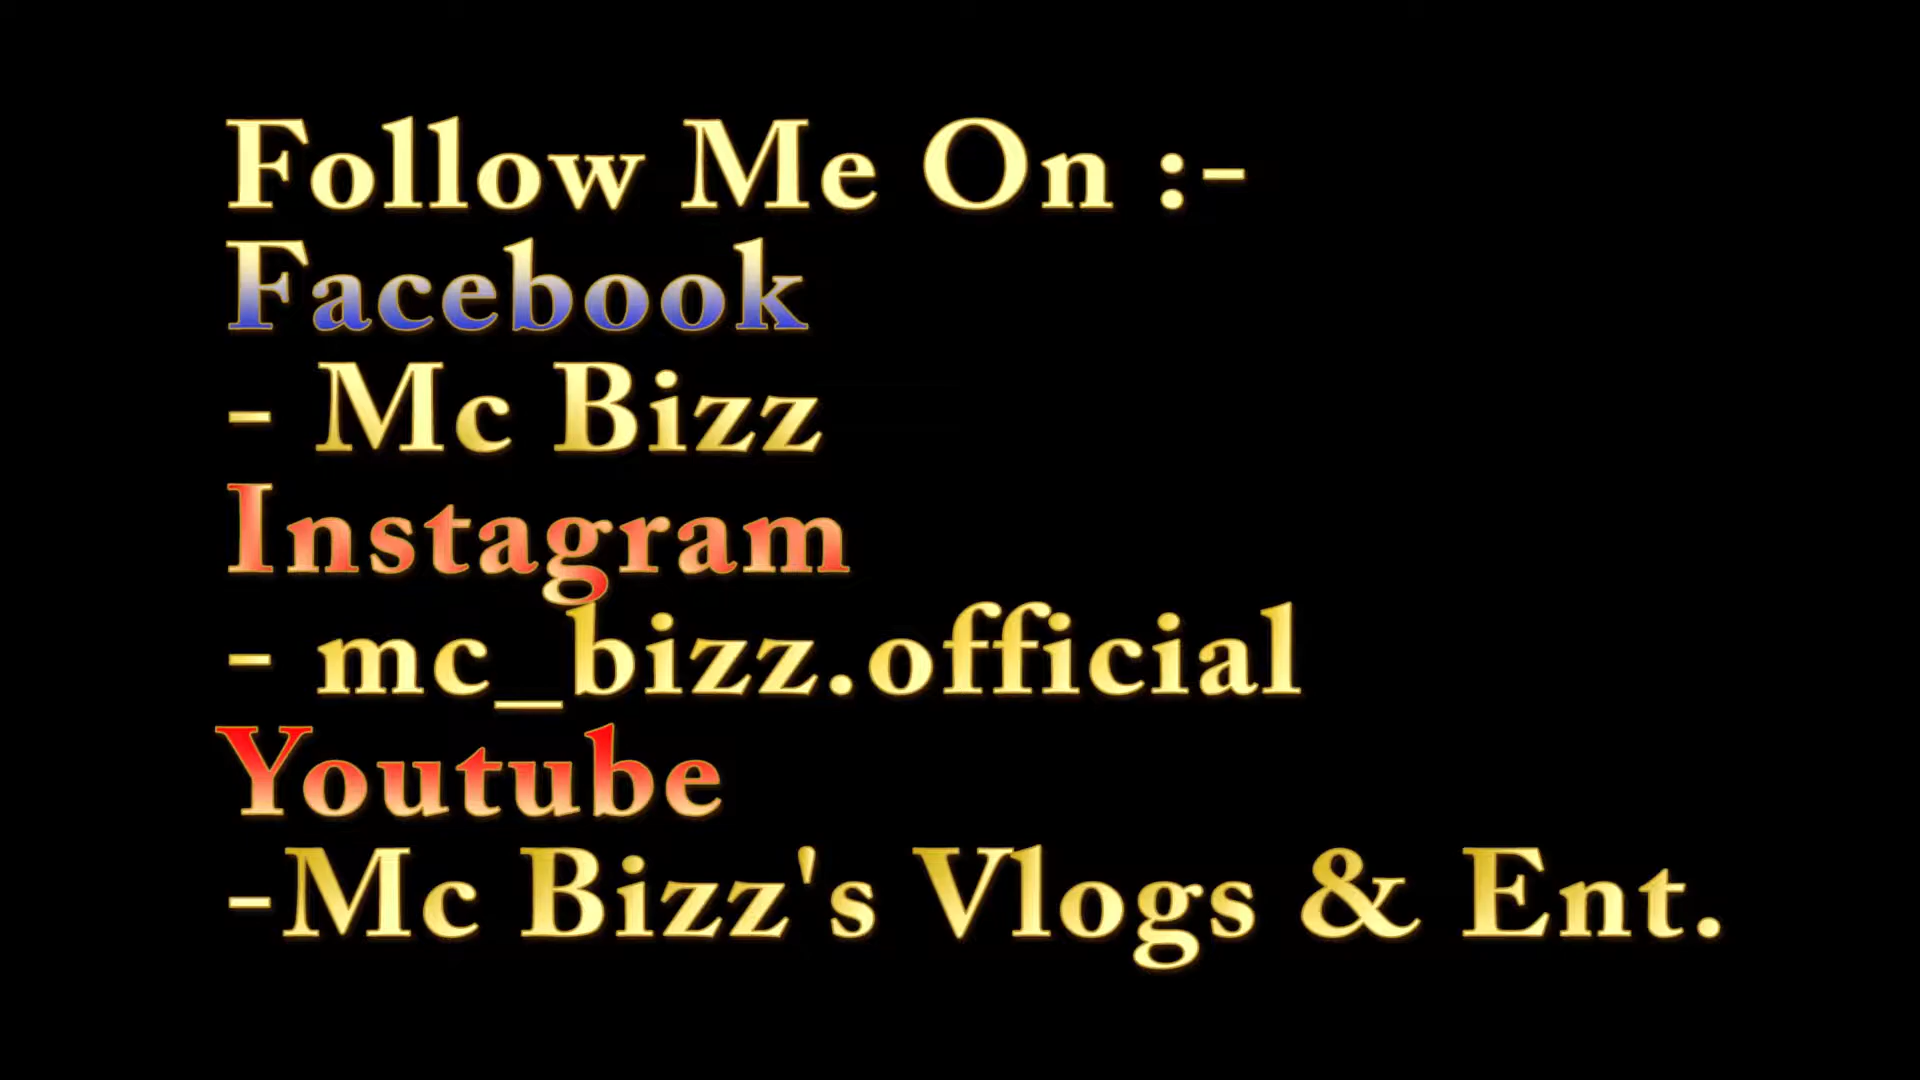 Follow Me On :-
Facebook
- Mc Bizz
Instagram
- mc_bizz.official
Youtube
-Mc Bizz's Vlogs & Ent.